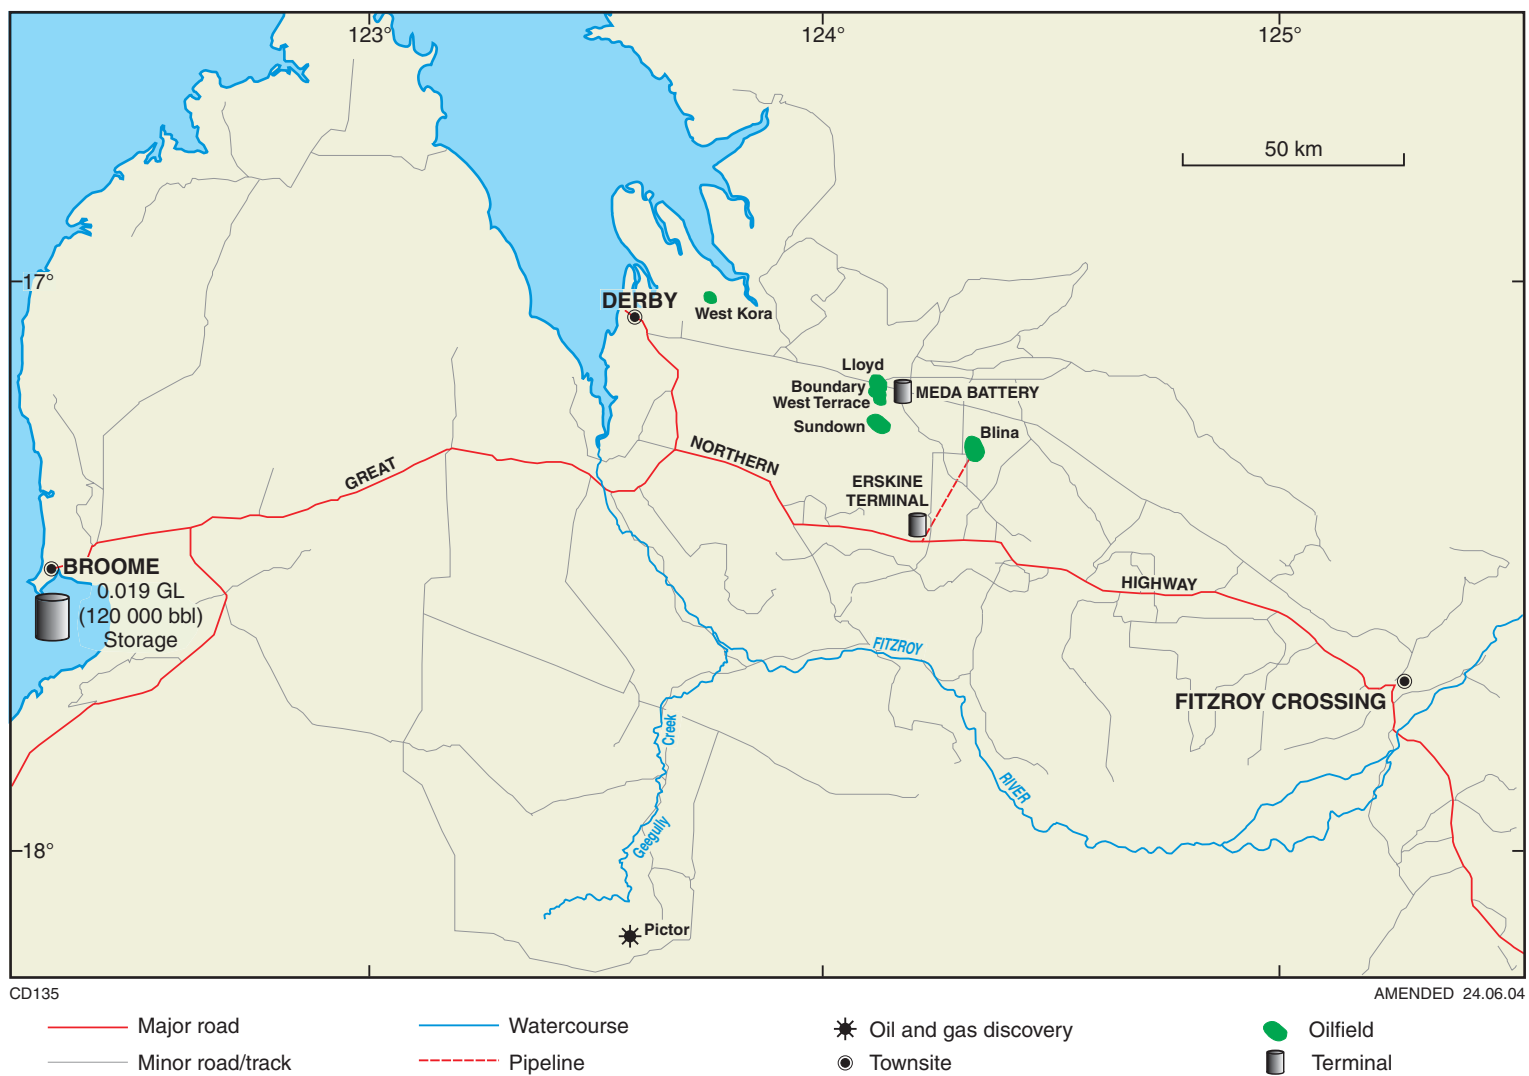 123°
124°
125°
50 km
17°
DERBY
West Kora
Lloyd
Boundary
West Terrace
MEDA BATTERY
Sundown
Blina
GREAT
NORTHERN
ERSKINE
TERMINAL
BROOME
0.019 GL
(120 000 bbl)
Storage
HIGHWAY
FITZROY
FITZROY CROSSING
Creek
RIVER
Geegully
18°
Pictor
CD135
AMENDED 24.06.04
Major road
Watercourse
Oil and gas discovery
Oilfield
Minor road/track
Pipeline
Townsite
Terminal